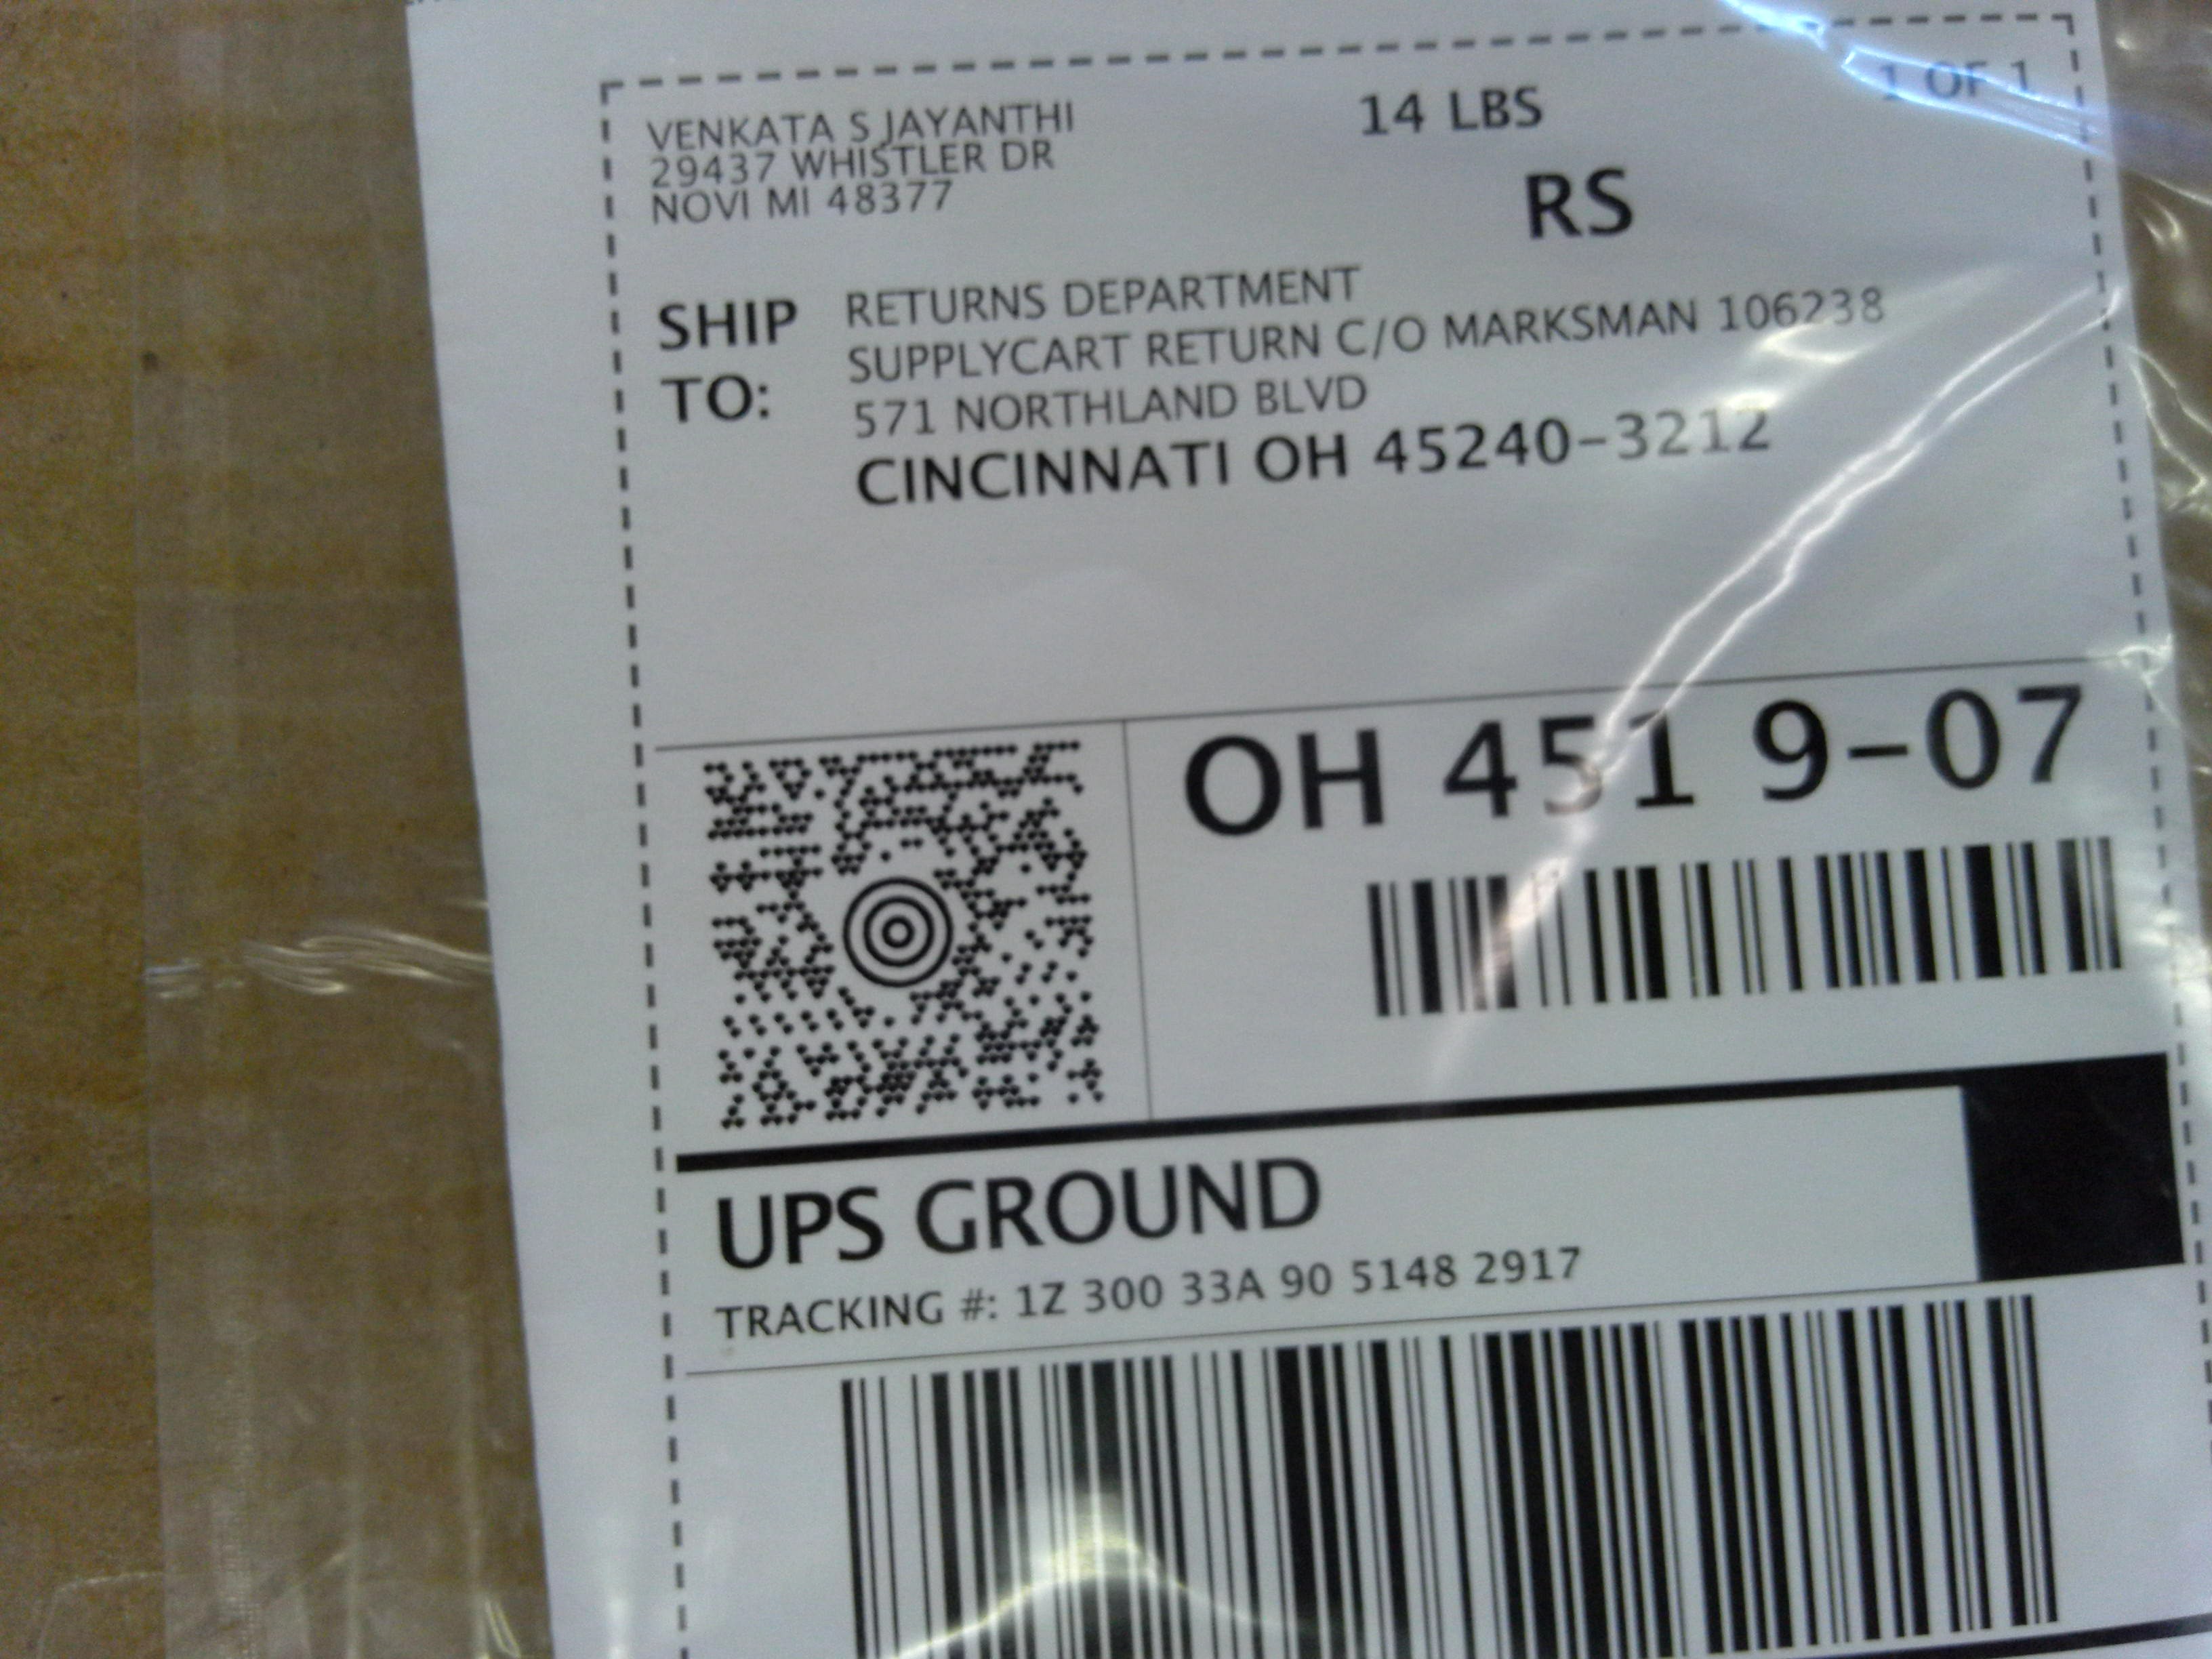 VENKATA S JAYANTHI
29437 WHISTLER DR
NOVI MI 48377
14 LBS
1 OF 1
RS
SHIP TO:
RETURNS DEPARTMENT
SUPPLYCART RETURN C/O MARKSMAN 106238
571 NORTHLAND BLVD
CINCINNATI OH 45240-3212
OH 451 9-07
UPS GROUND
TRACKING #: 1Z 300 33A 90 5148 2917